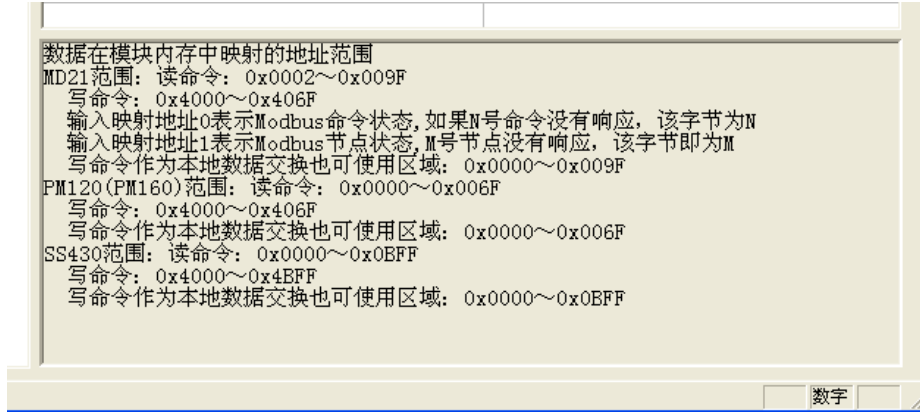 数据在模块内存中映射的地址范围
MD21范围: 读命令: 0x0002～0x009F
写命令: 0x4000～0x406F
输入映射地址0表示Modbus命令状态,如果N号命令没有响应，该字节为N
输入映射地址1表示Modbus节点状态,M号节点没有响应，该字节即为M
写命令作为本地数据交换也可使用区域: 0x0000～0x009F
PM120(PM160)范围: 读命令: 0x0000～0x006F
写命令: 0x4000～0x406F
写命令作为本地数据交换也可使用区域: 0x0000～0x006F
SS430范围: 读命令: 0x0000～0x0BFF
写命令: 0x4000～0x4BFF
写命令作为本地数据交换也可使用区域: 0x0000～0x0BFF
数字